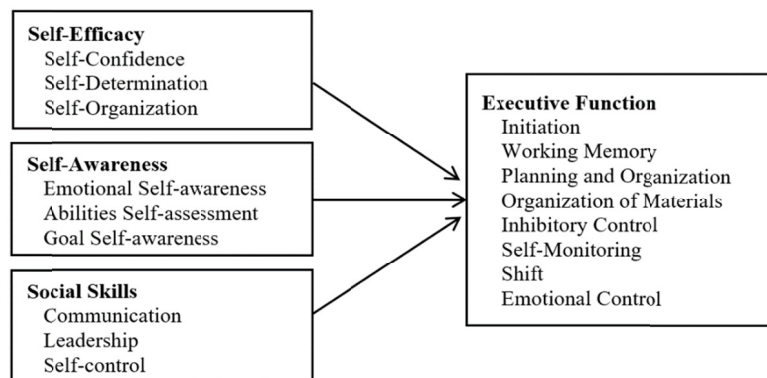 Self-Efficacy
Self-Confidence
Self-Determination
Self-Organization
Self-Awareness
Emotional Self-awareness
Abilities Self-assessment
Goal Self-awareness
Social Skills
Communication
Leadership
Self-control
Executive Function
Initiation
Working Memory
Planning and Organization
Organization of Materials
Inhibitory Control
Self-Monitoring
Shift
Emotional Control